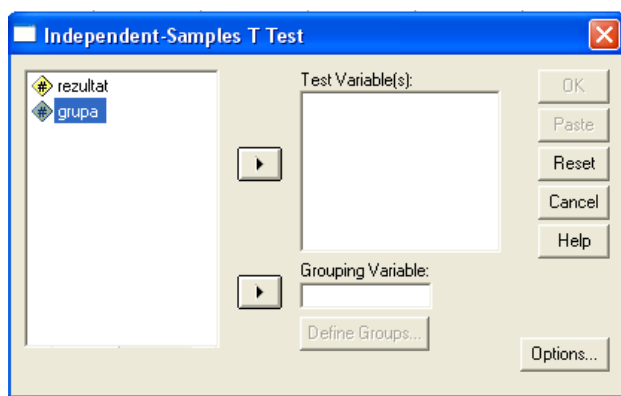 Independent-Samples T Test
rezultat
grupa
Test Variable(s):
OK
Paste
Reset
Cancel
Help
Grouping Variable:
Define Groups...
Options...